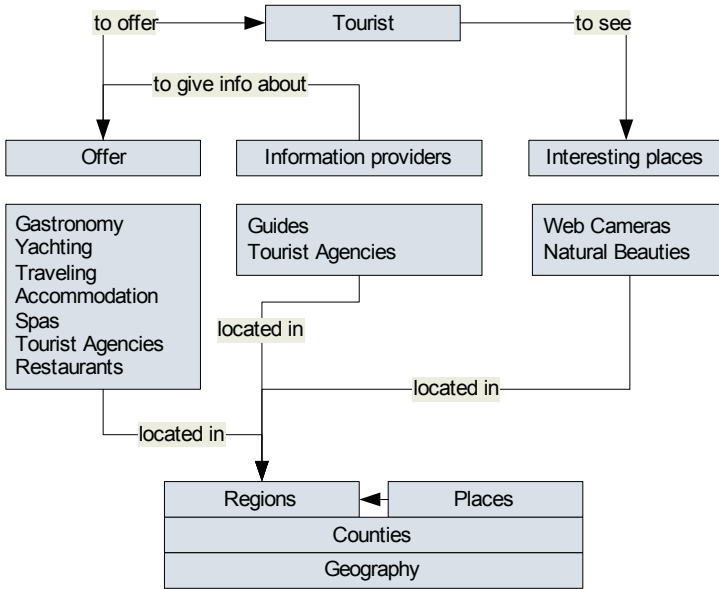 to offer
Tourist
to see
to give info about
Offer
Information providers
Interesting places
Gastronomy
Yachting
Traveling
Accommodation
Spas
Tourist Agencies
Restaurants
Guides
Tourist Agencies
Web Cameras
Natural Beauties
located in
located in
located in
Regions
Places
Counties
Geography